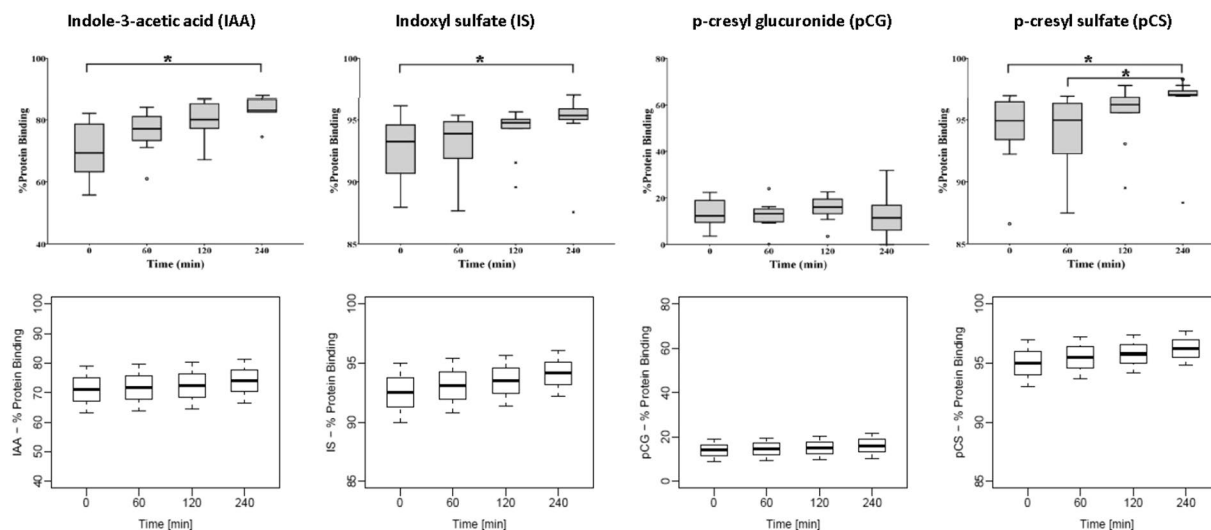 Indole-3-acetic acid (IAA)
Indoxyl sulfate (IS)
p-cresyl glucuronide (pCG)
p-cresyl sulfate (pCS)
%Protein Binding
100
80
60
40
*
0 60 120 240
Time (min)
%Protein Binding
100
95
90
85
*
0 60 120 240
Time (min)
%Protein Binding
80
60
40
20
0
0 60 120 240
Time (min)
%Protein Binding
100
95
90
85
*
*
0 60 120 240
Time (min)
IAA – % Protein Binding
100
90
80
70
60
50
40
0 60 120 240
Time [min]
IS – % Protein Binding
100
95
90
85
0 60 120 240
Time [min]
pCG – % Protein Binding
80
60
40
20
0
0 60 120 240
Time [min]
pCS – % Protein Binding
100
95
90
85
0 60 120 240
Time [min]